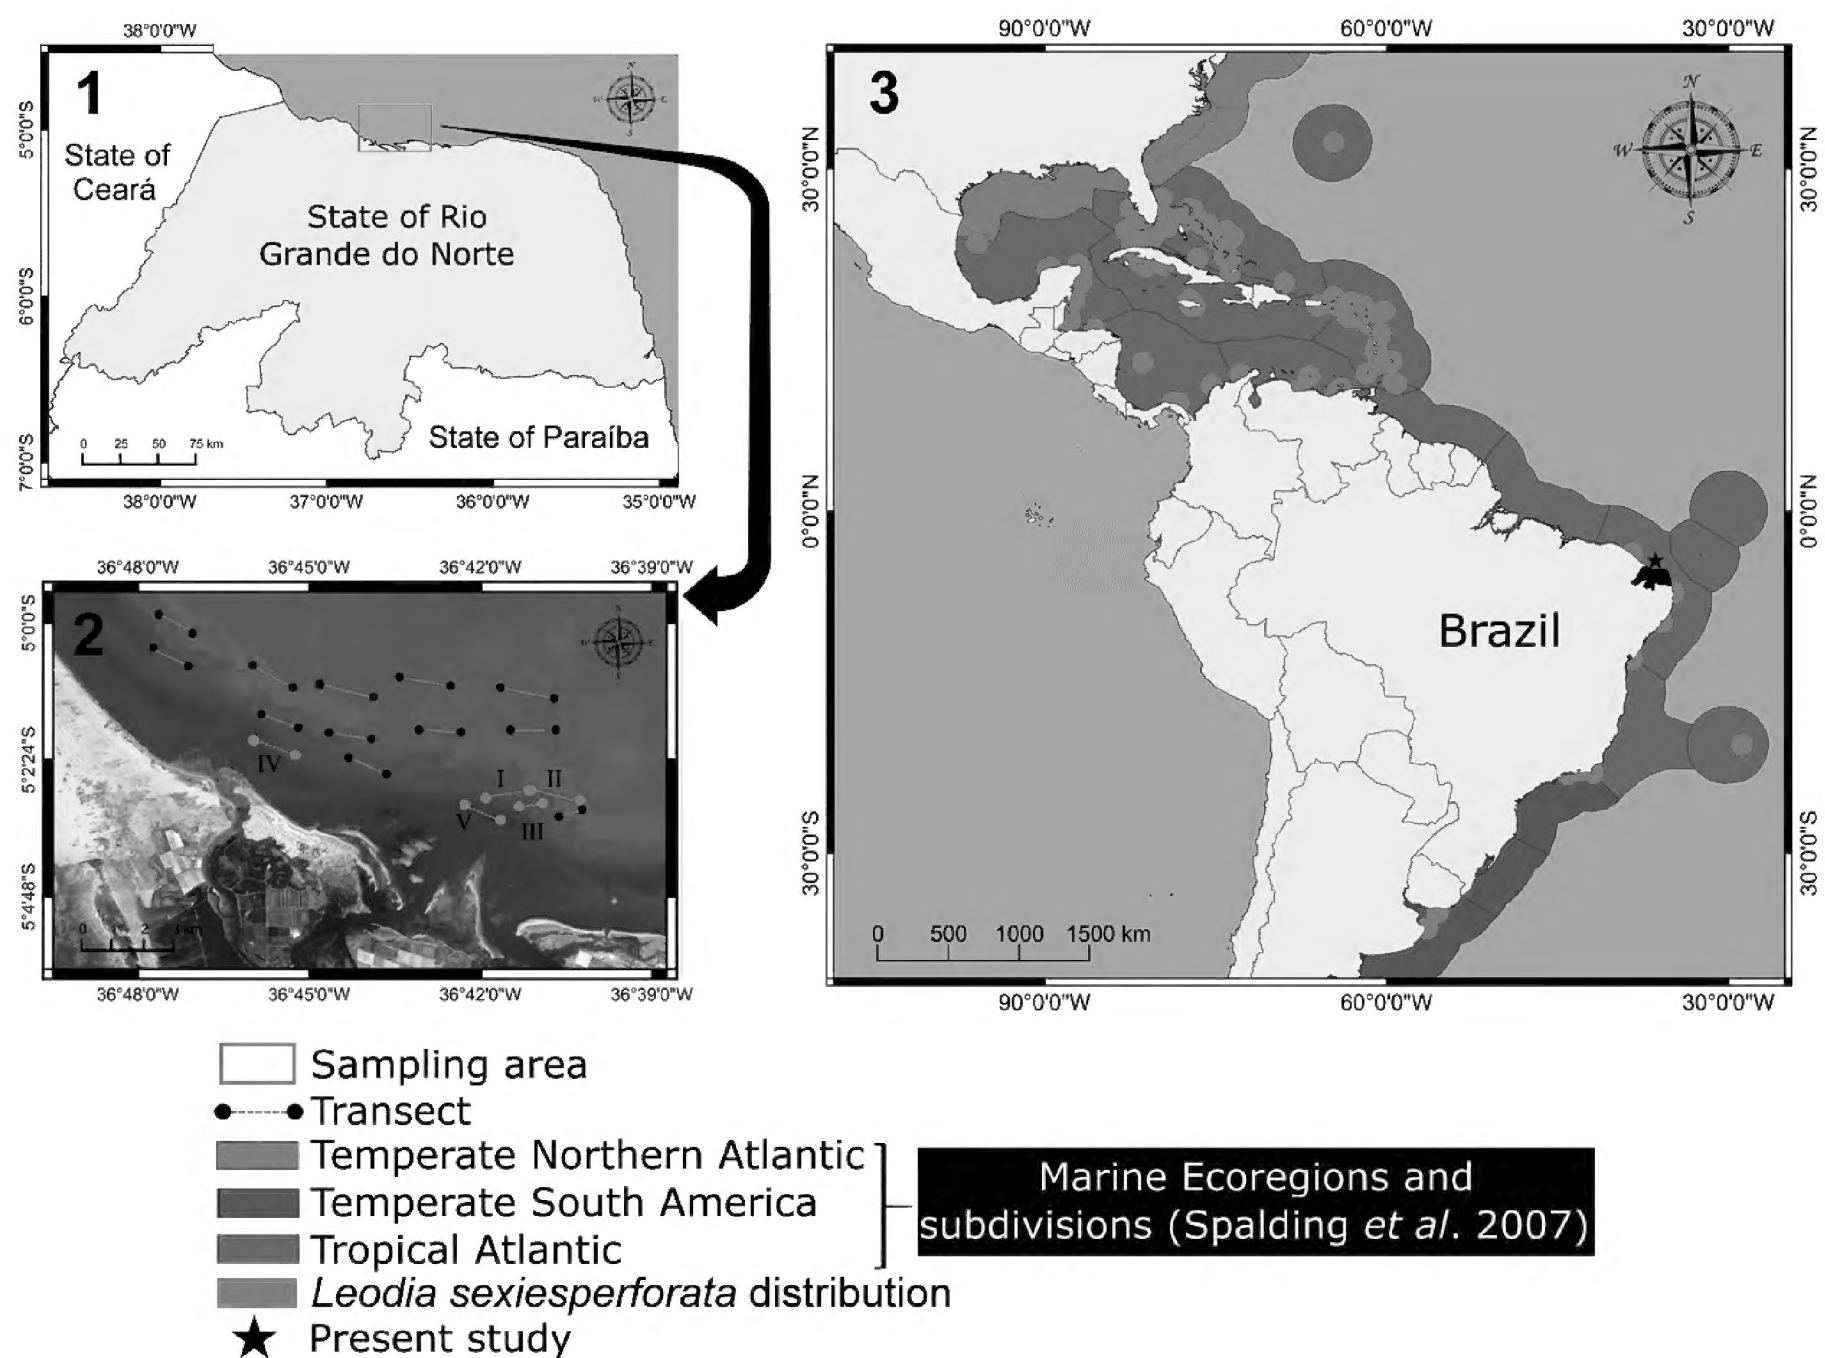 38°0'0"W
1
N
W
E
S
5°0'0"S
State of
Ceará
State of Rio
Grande do Norte
6°0'0"S
State of Paraíba
0 25 50 75 km
7°0'0"S
38°0'0"W 37°0'0"W 36°0'0"W 35°0'0"W
36°48'0"W 36°45'0"W 36°42'0"W 36°39'0"W
2
N
W
E
S
5°0'0"S
5°2'24"S
5°4'48"S
IV
I II
V III
0 1 2 3 km
36°48'0"W 36°45'0"W 36°42'0"W 36°39'0"W
90°0'0"W 60°0'0"W 30°0'0"W
3
N
W
E
S
30°0'0"N
30°0'0"N
0°0'0"N
0°0'0"N
Brazil
30°0'0"S
30°0'0"S
0 500 1000 1500 km
90°0'0"W 60°0'0"W 30°0'0"W
Sampling area
Transect
Temperate Northern Atlantic
Temperate South America
Tropical Atlantic
Leodia sexiesperforata distribution
Present study
Marine Ecoregions and
subdivisions (Spalding et al. 2007)